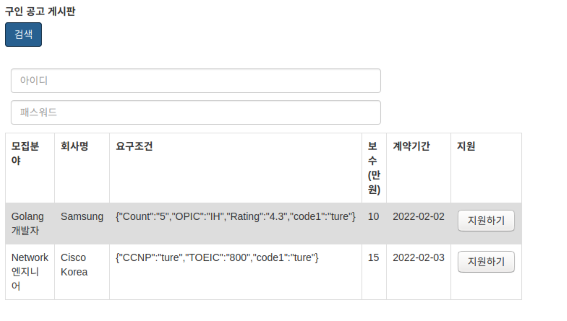 구인 공고 게시판
검색
아이디
패스워드
모집분야 회사명 요구조건 보수(만원) 계약기간 지원
Golang 개발자 Samsung {"Count":"5","OPIC":"IH","Rating":"4.3","code1":"ture"} 10 2022-02-02 지원하기
Network 엔지니어 Cisco Korea {"CCNP":"ture","TOEIC":"800","code1":"ture"} 15 2022-02-03 지원하기